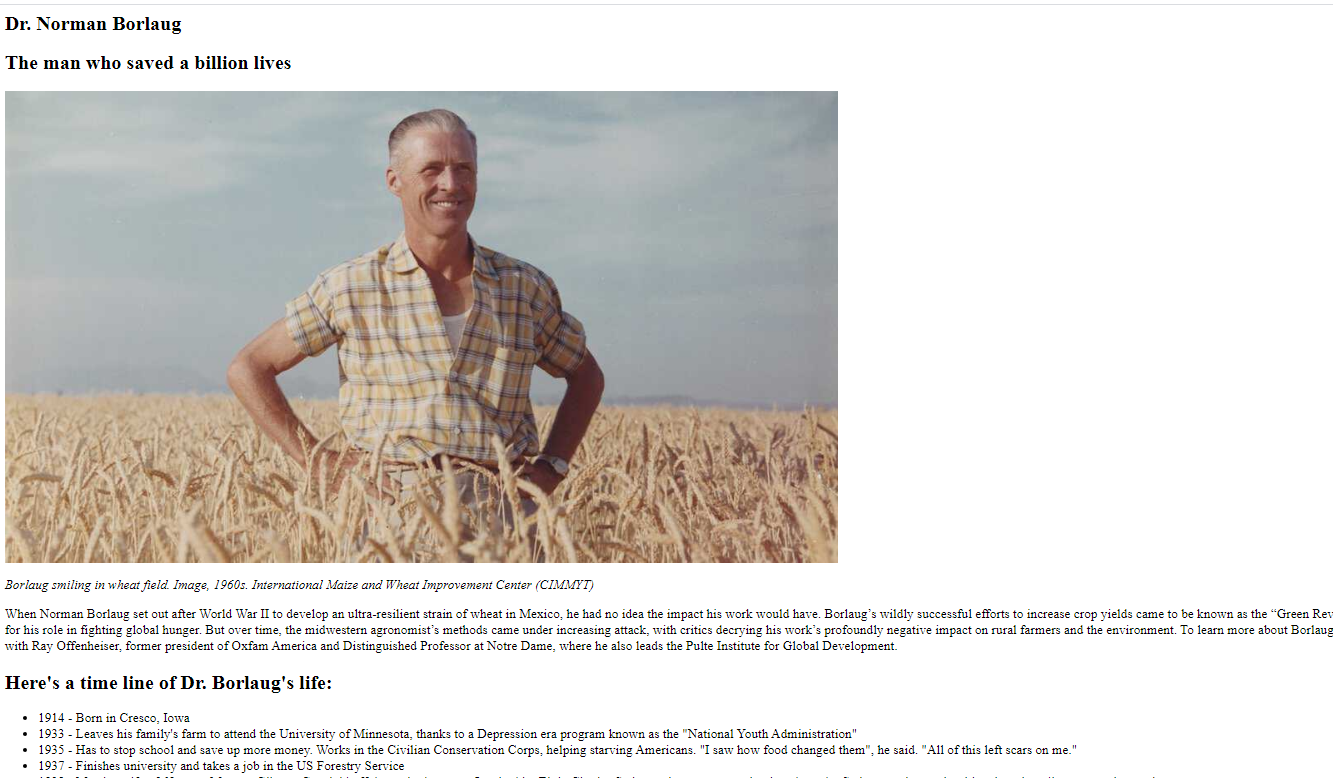 Dr. Norman Borlaug
The man who saved a billion lives
Borlaug smiling in wheat field. Image, 1960s. International Maize and Wheat Improvement Center (CIMMYT)
When Norman Borlaug set out after World War II to develop an ultra-resilient strain of wheat in Mexico, he had no idea the impact his work would have. Borlaug’s wildly successful efforts to increase crop yields came to be known as the “Green Rev
for his role in fighting global hunger. But over time, the midwestern agronomist’s methods came under increasing attack, with critics decrying his work’s profoundly negative impact on rural farmers and the environment. To learn more about Borlaug
with Ray Offenheiser, former president of Oxfam America and Distinguished Professor at Notre Dame, where he also leads the Pulte Institute for Global Development.
Here's a time line of Dr. Borlaug's life:
• 1914 - Born in Cresco, Iowa
• 1933 - Leaves his family's farm to attend the University of Minnesota, thanks to a Depression era program known as the "National Youth Administration"
• 1935 - Has to stop school and save up more money. Works in the Civilian Conservation Corps, helping starving Americans. "I saw how food changed them", he said. "All of this left scars on me."
• 1937 - Finishes university and takes a job in the US Forestry Service